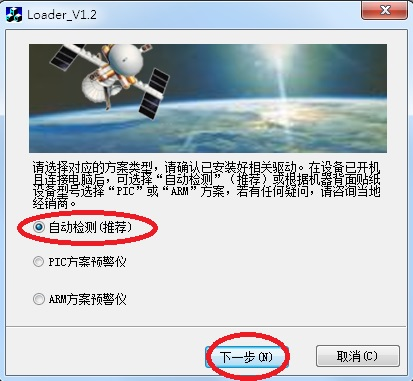 Loader_V1.2
请选择对应的方案类型，请确认已安装好相关驱动。在设备已开机
且连接电脑后，可选择“自动检测”（推荐）或根据机器背面贴纸
设备型号选择“PIC”或“ARM”方案，若有任何疑问，请咨询当地
经销商。
自动检测(推荐)
PIC方案预警仪
ARM方案预警仪
下一步(N)
取消(C)